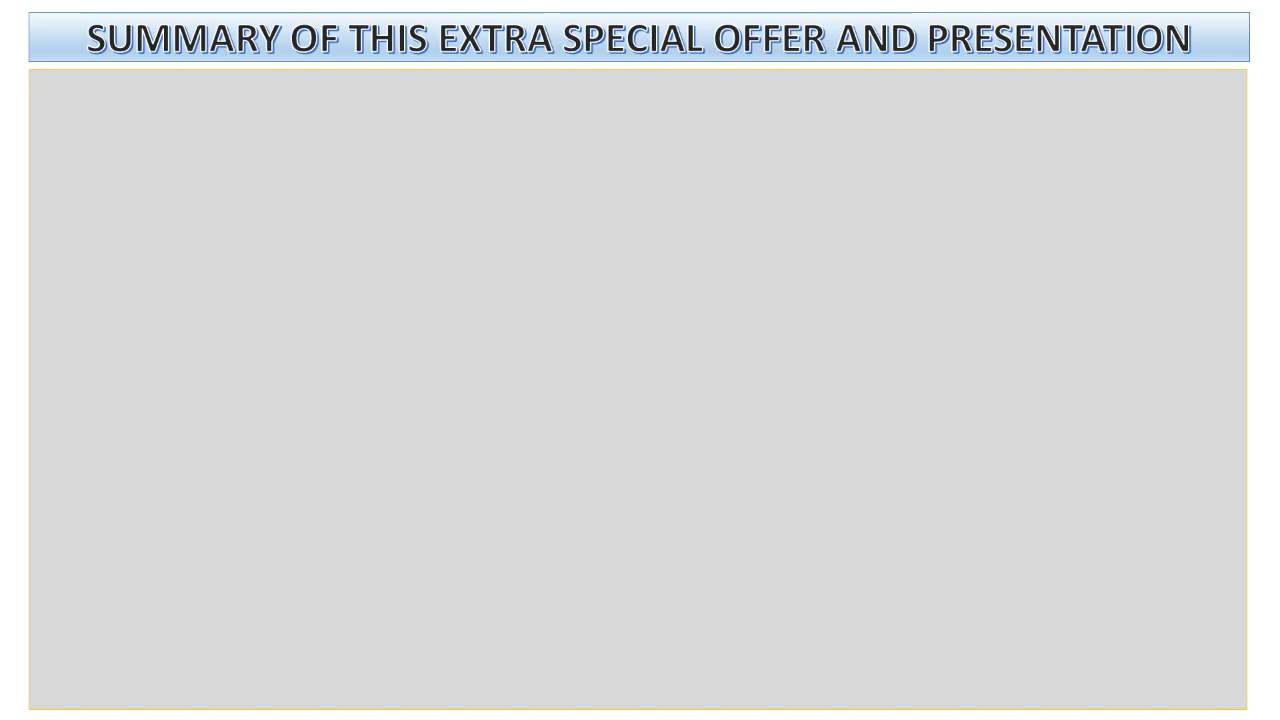 SUMMARY OF THIS EXTRA SPECIAL OFFER AND PRESENTATION